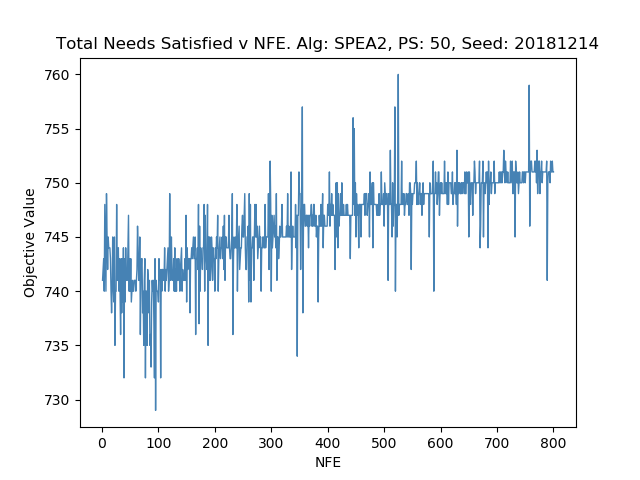 Total Needs Satisfied v NFE. Alg: SPEA2, PS: 50, Seed: 20181214
760
755
750
745
740
735
730
Objective Value
0 100 200 300 400 500 600 700 800
NFE